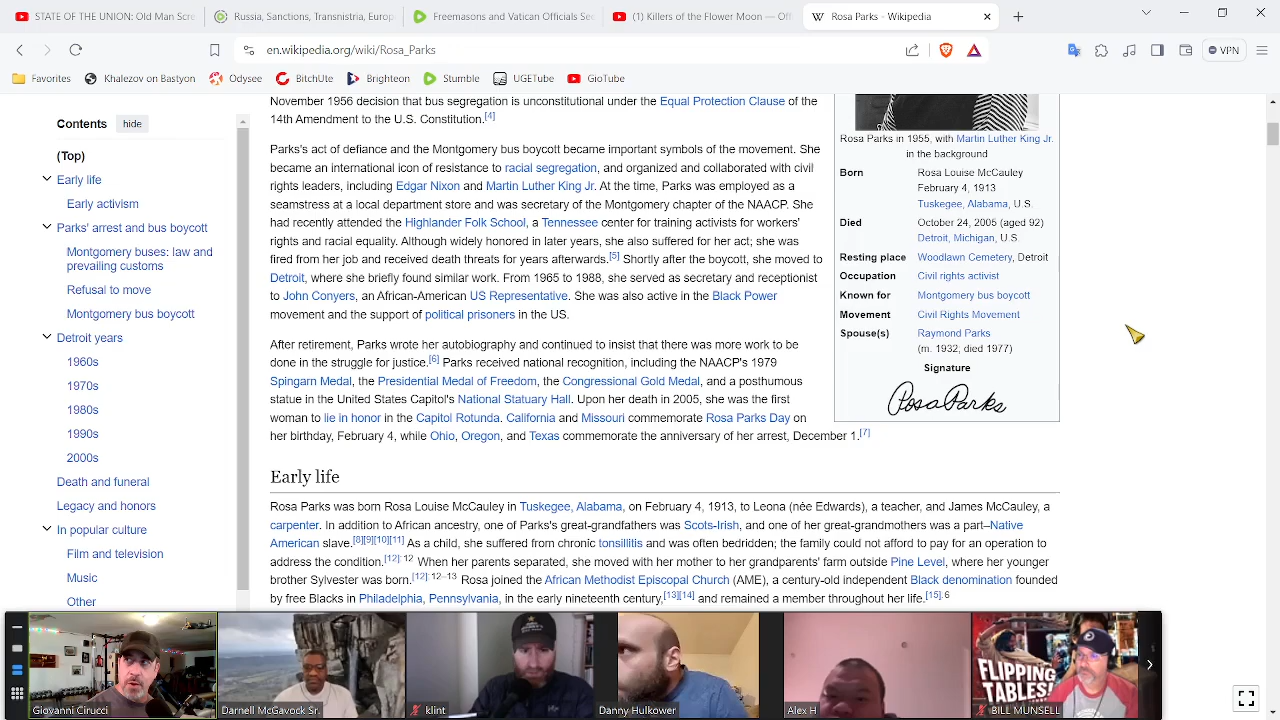 STATE OF THE UNION: Old Man Scre
Russia, Santions, Transnistria, Europ
Freemasons and Vatican Officials Sec
(1) Killers of the Flower Moon — Offi
Rosa Parks - Wikipedia
en.wikipedia.org/wiki/Rosa_Parks
VPN
Favorites
Khalezov on Bastyon
Odysee
BitChute
Brighteon
Stumble
UGETube
GioTube
Contents
hide
(Top)
Early life
Early activism
Parks' arrest and bus boycott
Montgomery buses: law and
prevailing customs
Refusal to move
Montgomery bus boycott
Detroit years
1960s
1970s
1980s
1990s
2000s
Death and funeral
Legacy and honors
In popular culture
Film and television
Music
Other
November 1956 decision that bus segregation is unconstitutional under the Equal Protection Clause of the
14th Amendment to the U.S. Constitution.[4]
Parks's act of defiance and the Montgomery bus boycott became important symbols of the movement. She
became an international icon of resistance to racial segregation, and organized and collaborated with civil
rights leaders, including Edgar Nixon and Martin Luther King Jr. At the time, Parks was employed as a
seamstress at a local department store and was secretary of the Montgomery chapter of the NAACP. She
had recently attended the Highlander Folk School, a Tennessee center for training activists for workers'
rights and racial equality. Although widely honored in later years, she also suffered for her act; she was
fired from her job and received death threats for years afterwards.[5] Shortly after the boycott, she moved to
Detroit, where she briefly found similar work. From 1965 to 1988, she served as secretary and receptionist
to John Conyers, an African-American US Representative. She was also active in the Black Power
movement and the support of political prisoners in the US.
After retirement, Parks wrote her autobiography and continued to insist that there was more work to be
done in the struggle for justice.[6] Parks received national recognition, including the NAACP's 1979
Spingarn Medal, the Presidential Medal of Freedom, the Congressional Gold Medal, and a posthumous
statue in the United States Capitol's National Statuary Hall. Upon her death in 2005, she was the first
woman to lie in honor in the Capitol Rotunda. California and Missouri commemorate Rosa Parks Day on
her birthday, February 4, while Ohio, Oregon, and Texas commemorate the anniversary of her arrest, December 1.[7]
Rosa Parks in 1955, with Martin Luther King Jr.
in the background
Born Rosa Louise McCauley
February 4, 1913
Tuskegee, Alabama, U.S.
Died October 24, 2005 (aged 92)
Detroit, Michigan, U.S.
Resting place Woodlawn Cemetery, Detroit
Occupation Civil rights activist
Known for Montgomery bus boycott
Movement Civil Rights Movement
Spouse(s) Raymond Parks
(m. 1932; died 1977)
Signature
Rosa Parks
Early life
Rosa Parks was born Rosa Louise McCauley in Tuskegee, Alabama, on February 4, 1913, to Leona (née Edwards), a teacher, and James McCauley, a
carpenter. In addition to African ancestry, one of Parks's great-grandfathers was Scots-Irish, and one of her great-grandmothers was a part–Native
American slave.[8][9][10][11] As a child, she suffered from chronic tonsillitis and was often bedridden; the family could not afford to pay for an operation to
address the condition.[12]: 12 When her parents separated, she moved with her mother to her grandparents' farm outside Pine Level, where her younger
brother Sylvester was born.[12]: 12–13 Rosa joined the African Methodist Episcopal Church (AME), a century-old independent Black denomination founded
by free Blacks in Philadelphia, Pennsylvania, in the early nineteenth century,[13][14] and remained a member throughout her life.[15]: 6
FLIPPING
TABLES!
Giovanni Cirucci
Darnell McGavo
klint
Danny Hulkower
Alex H
BILL MUNSELL